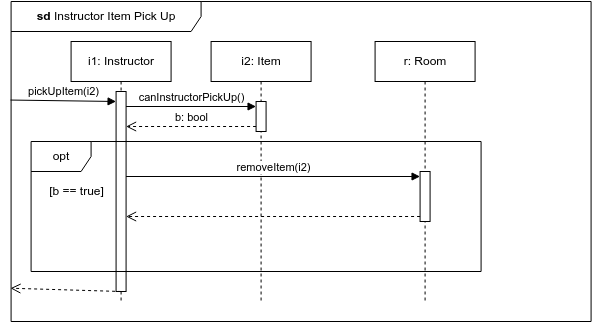 sd Instructor Item Pick Up
i1: Instructor
i2: Item
r: Room
pickUpItem(i2)
canInstructorPickUp()
b: bool
opt
removeItem(i2)
[b == true]